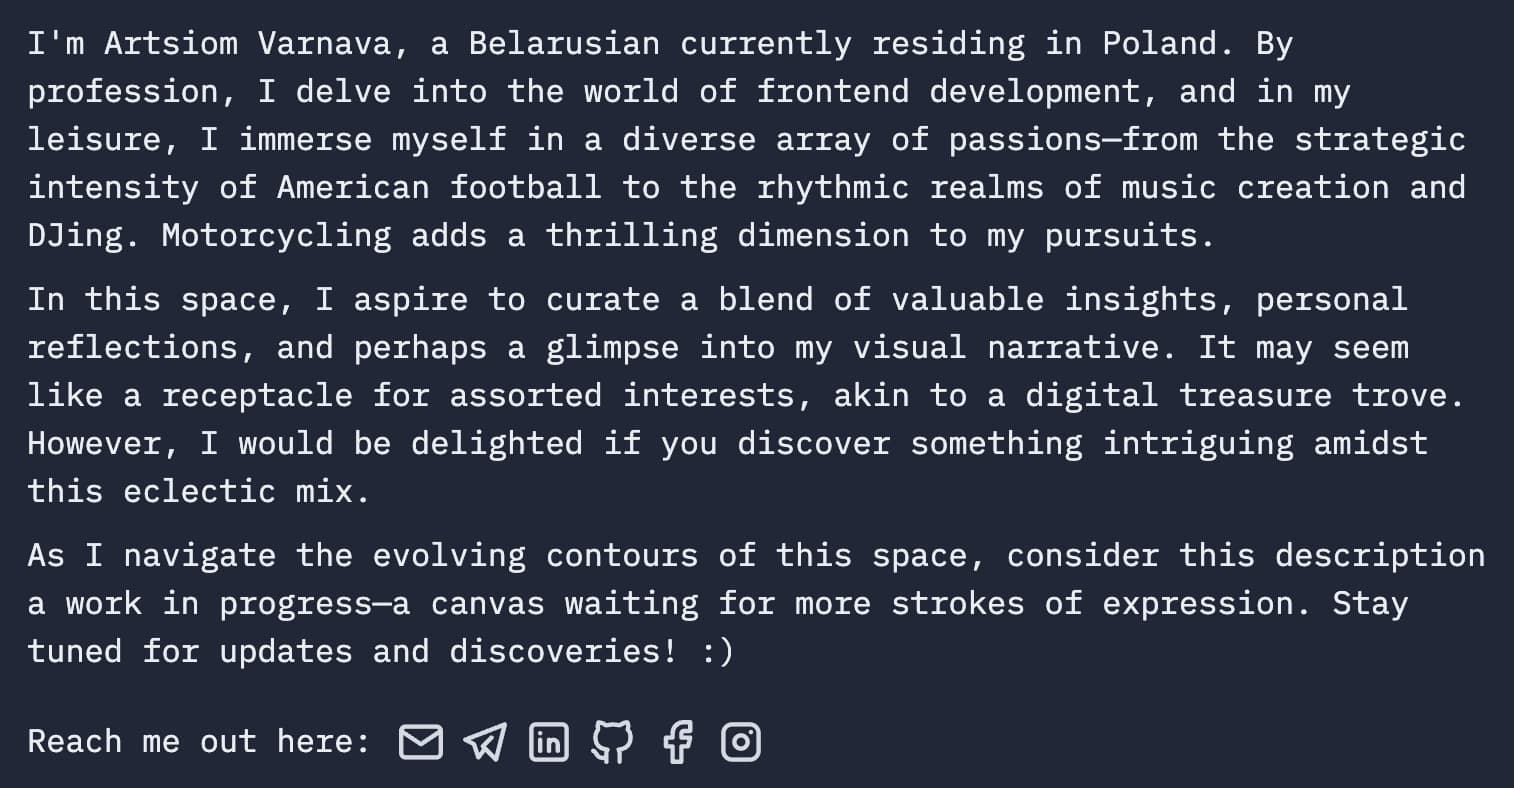 I'm Artsiom Varnava, a Belarusian currently residing in Poland. By
profession, I delve into the world of frontend development, and in my
leisure, I immerse myself in a diverse array of passions—from the strategic
intensity of American football to the rhythmic realms of music creation and
DJing. Motorcycling adds a thrilling dimension to my pursuits.
In this space, I aspire to curate a blend of valuable insights, personal
reflections, and perhaps a glimpse into my visual narrative. It may seem
like a receptacle for assorted interests, akin to a digital treasure trove.
However, I would be delighted if you discover something intriguing amidst
this eclectic mix.
As I navigate the evolving contours of this space, consider this description
a work in progress—a canvas waiting for more strokes of expression. Stay
tuned for updates and discoveries! :)
Reach me out here: